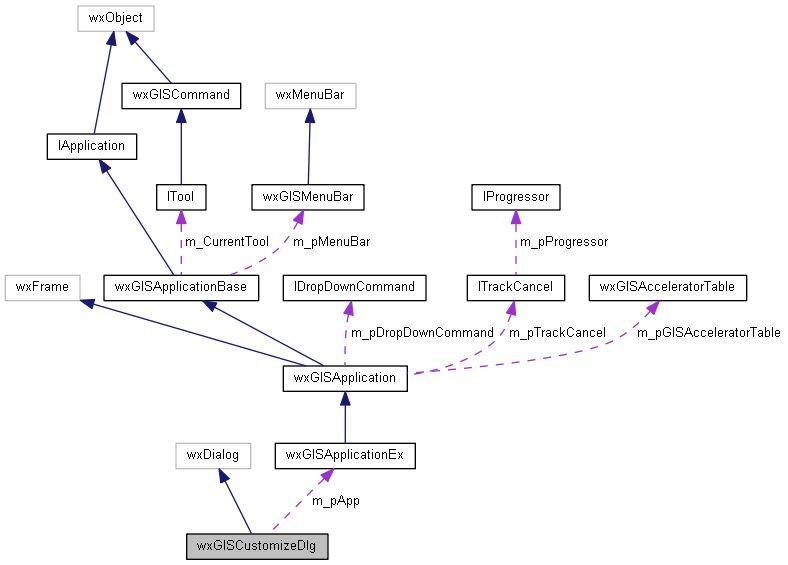 wxObject
wxGISCommand
wxMenuBar
IApplication
ITool
wxGISMenuBar
IProgressor
m_CurrentTool
m_pMenuBar
m_pProgressor
wxFrame
wxGISApplicationBase
IDropDownCommand
ITrackCancel
wxGISAcceleratorTable
m_pDropDownCommand
m_pTrackCancel
m_pGISAcceleratorTable
wxGISApplication
wxDialog
wxGISApplicationEx
m_pApp
wxGISCustomizeDlg